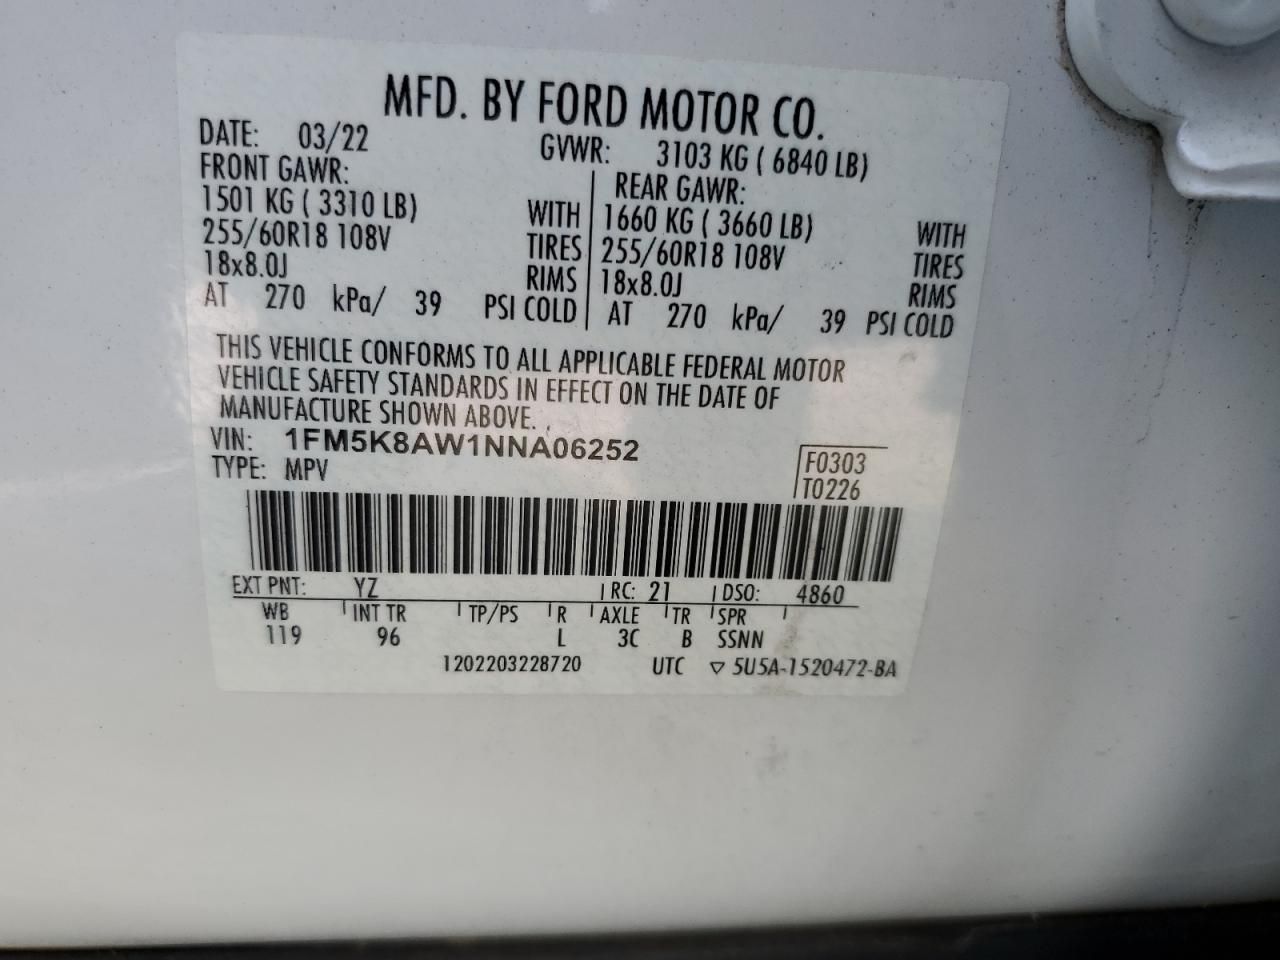 MFD. BY FORD MOTOR CO.
DATE: 03/22 GVWR: 3103 KG ( 6840 LB)
FRONT GAWR: REAR GAWR:
1501 KG ( 3310 LB) WITH 1660 KG ( 3660 LB) WITH
255/60R18 108V TIRES 255/60R18 108V TIRES
18x8.0J RIMS 18x8.0J RIMS
AT 270 kPa/ 39 PSI COLD AT 270 kPa/ 39 PSI COLD
THIS VEHICLE CONFORMS TO ALL APPLICABLE FEDERAL MOTOR
VEHICLE SAFETY STANDARDS IN EFFECT ON THE DATE OF
MANUFACTURE SHOWN ABOVE.
VIN: 1FM5K8AW1NNA06252 F0303
TYPE: MPV T0226
EXT PNT: YZ RC: 21 DSO: 4860
WB INT TR TP/PS R AXLE TR SPR
119 96 L 3C B SSNN
1202203228720 UTC ▽ 5U5A-1520472-BA